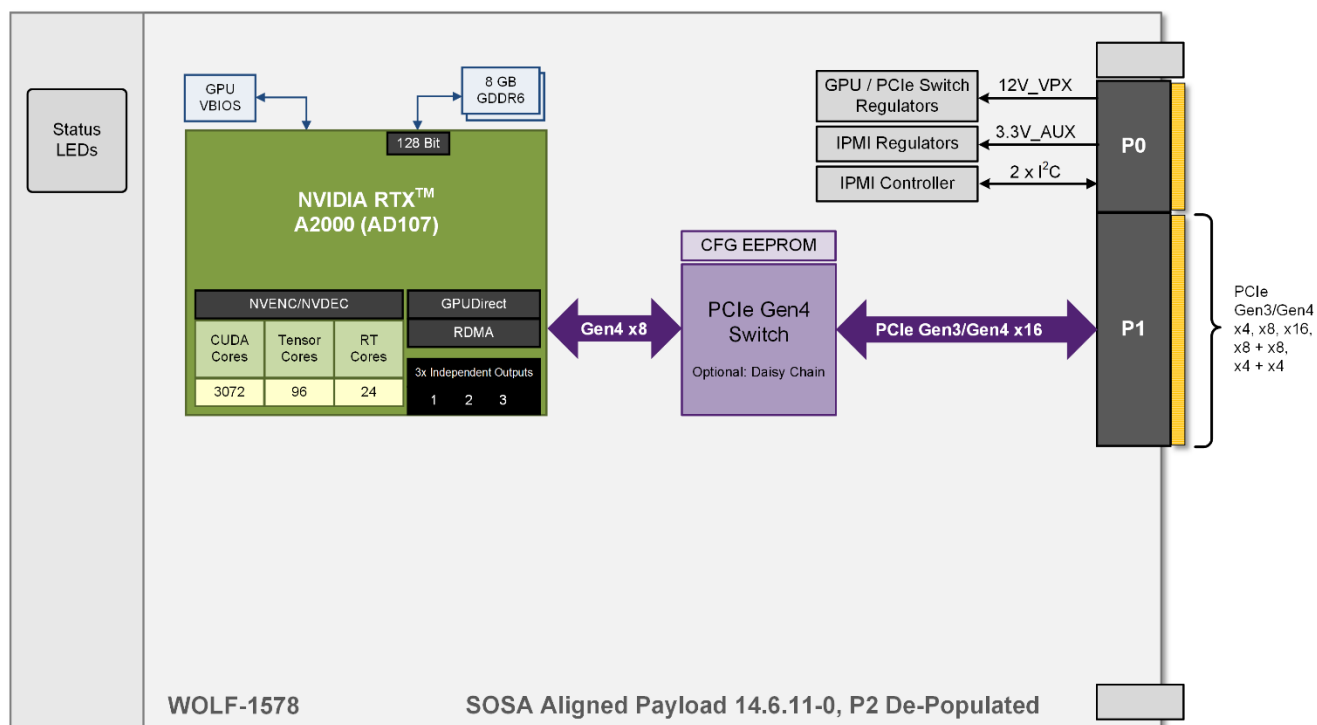 Status
LEDs
GPU
VBIOS
8 GB
GDDR6
128 Bit
NVIDIA RTX™
A2000 (AD107)
NVENC/NVDEC
CUDA
Cores
Tensor
Cores
RT
Cores
3072
96
24
GPUDirect
RDMA
3x Independent Outputs
1 2 3
Gen4 x8
CFG EEPROM
PCIe Gen4
Switch
Optional: Daisy Chain
PCIe Gen3/Gen4 x16
GPU / PCIe Switch
Regulators
12V_VPX
IPMI Regulators
3.3V_AUX
IPMI Controller
2 x I²C
P0
P1
PCIe
Gen3/Gen4
x4, x8, x16,
x8 + x8,
x4 + x4
WOLF-1578
SOSA Aligned Payload 14.6.11-0, P2 De-Populated